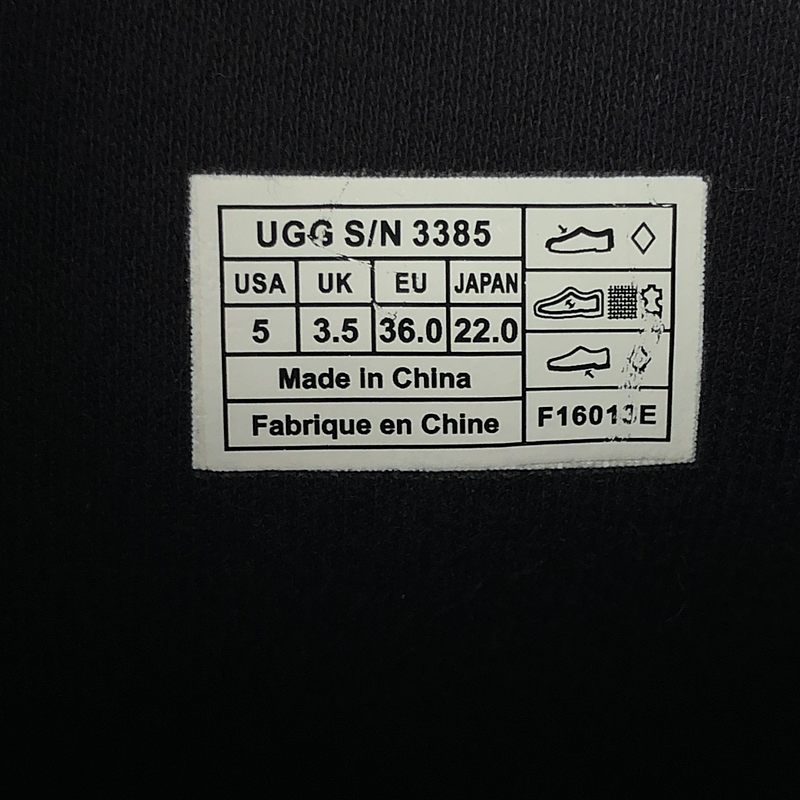 UGG S/N 3385
USA UK EU JAPAN
5 3.5 36.0 22.0
Made in China
Fabrique en Chine
F16013E